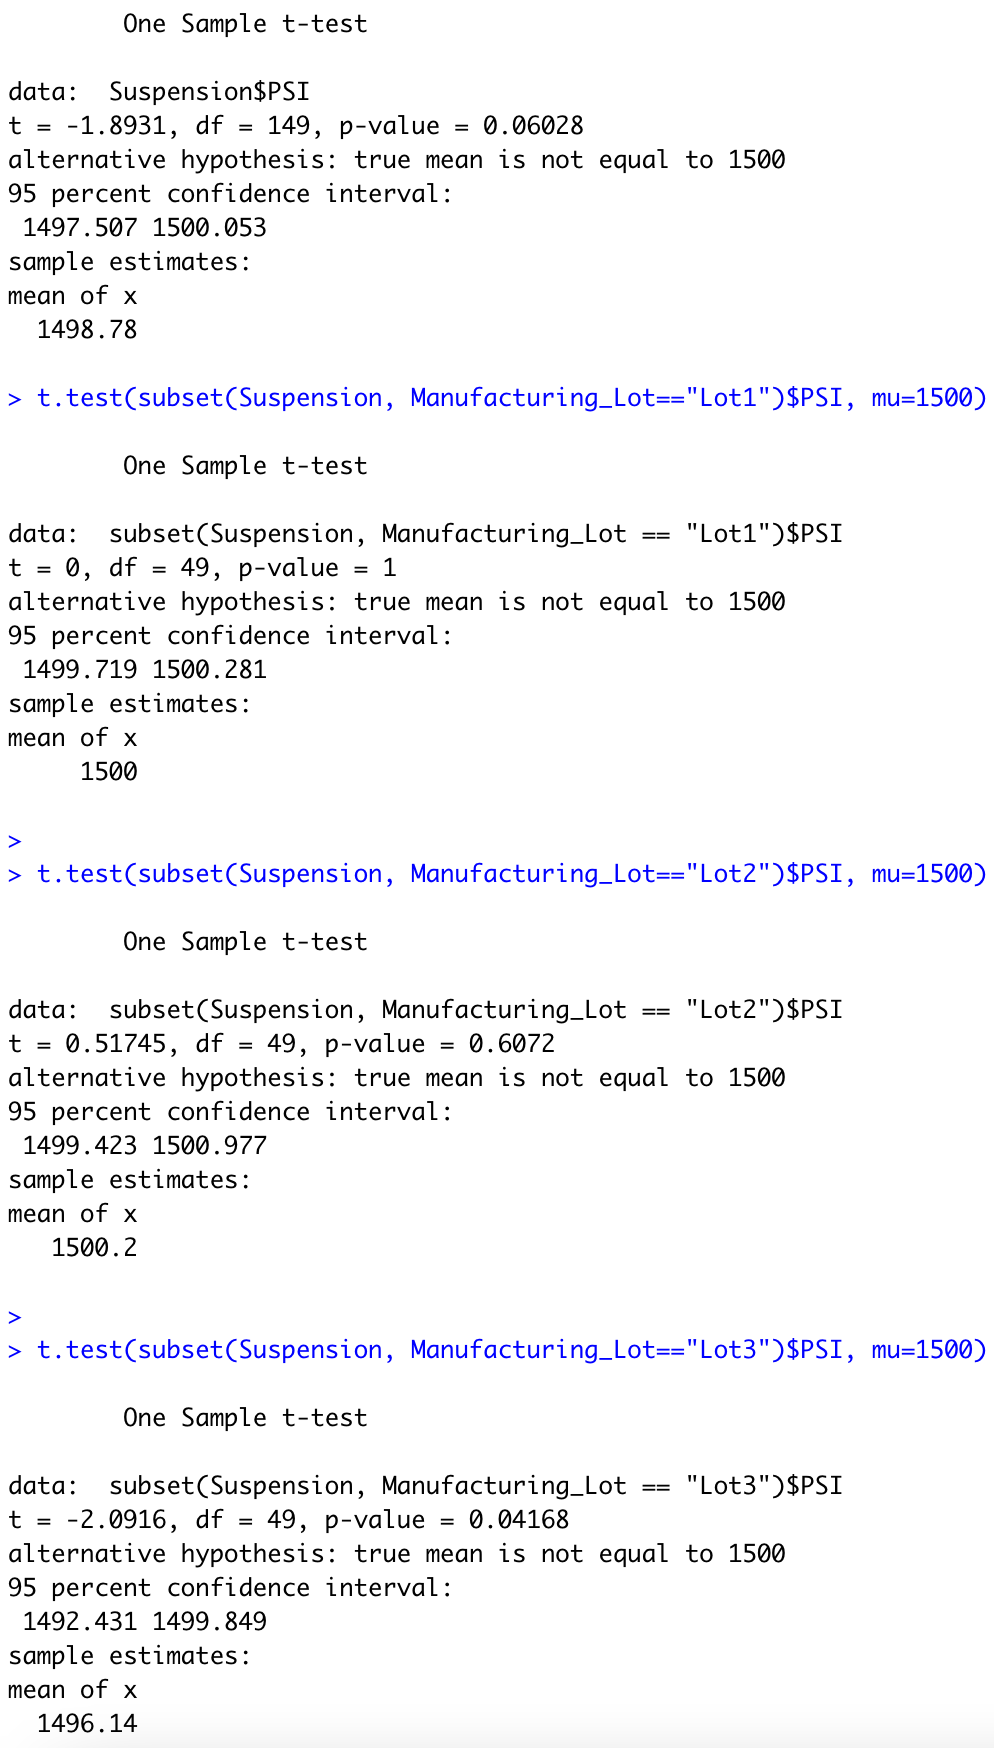 One Sample t-test
data:  Suspension$PSI
t = -1.8931, df = 149, p-value = 0.06028
alternative hypothesis: true mean is not equal to 1500
95 percent confidence interval:
 1497.507 1500.053
sample estimates:
mean of x
  1498.78
> t.test(subset(Suspension, Manufacturing_Lot=="Lot1")$PSI, mu=1500)
One Sample t-test
data:  subset(Suspension, Manufacturing_Lot == "Lot1")$PSI
t = 0, df = 49, p-value = 1
alternative hypothesis: true mean is not equal to 1500
95 percent confidence interval:
 1499.719 1500.281
sample estimates:
mean of x
     1500
>
> t.test(subset(Suspension, Manufacturing_Lot=="Lot2")$PSI, mu=1500)
One Sample t-test
data:  subset(Suspension, Manufacturing_Lot == "Lot2")$PSI
t = 0.51745, df = 49, p-value = 0.6072
alternative hypothesis: true mean is not equal to 1500
95 percent confidence interval:
 1499.423 1500.977
sample estimates:
mean of x
   1500.2
>
> t.test(subset(Suspension, Manufacturing_Lot=="Lot3")$PSI, mu=1500)
One Sample t-test
data:  subset(Suspension, Manufacturing_Lot == "Lot3")$PSI
t = -2.0916, df = 49, p-value = 0.04168
alternative hypothesis: true mean is not equal to 1500
95 percent confidence interval:
 1492.431 1499.849
sample estimates:
mean of x
  1496.14